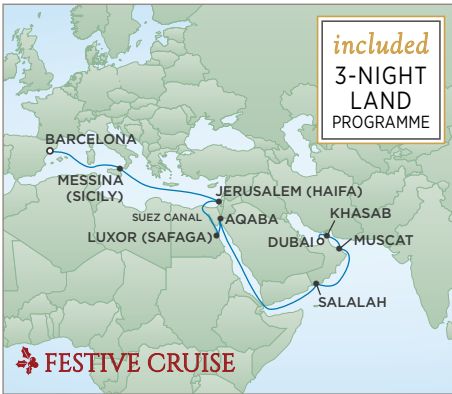 included
3-NIGHT
LAND
PROGRAMME
BARCELONA
MESSINA
(SICILY)
JERUSALEM (HAIFA)
SUEZ CANAL
AQABA
LUXOR (SAFAGA)
KHASAB
DUBAI
MUSCAT
SALALAH
FESTIVE CRUISE